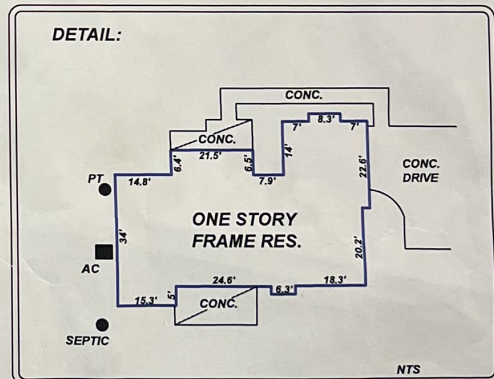 DETAIL:
CONC.
8.3'
7' 7'
CONC.
21.5'
6.4'
6.5'
14'
22.6'
CONC.
DRIVE
14.8'
7.9'
PT
ONE STORY
FRAME RES.
34'
20.2'
AC
24.6'
18.3'
6.3'
15.3'
5'
CONC.
SEPTIC
NTS